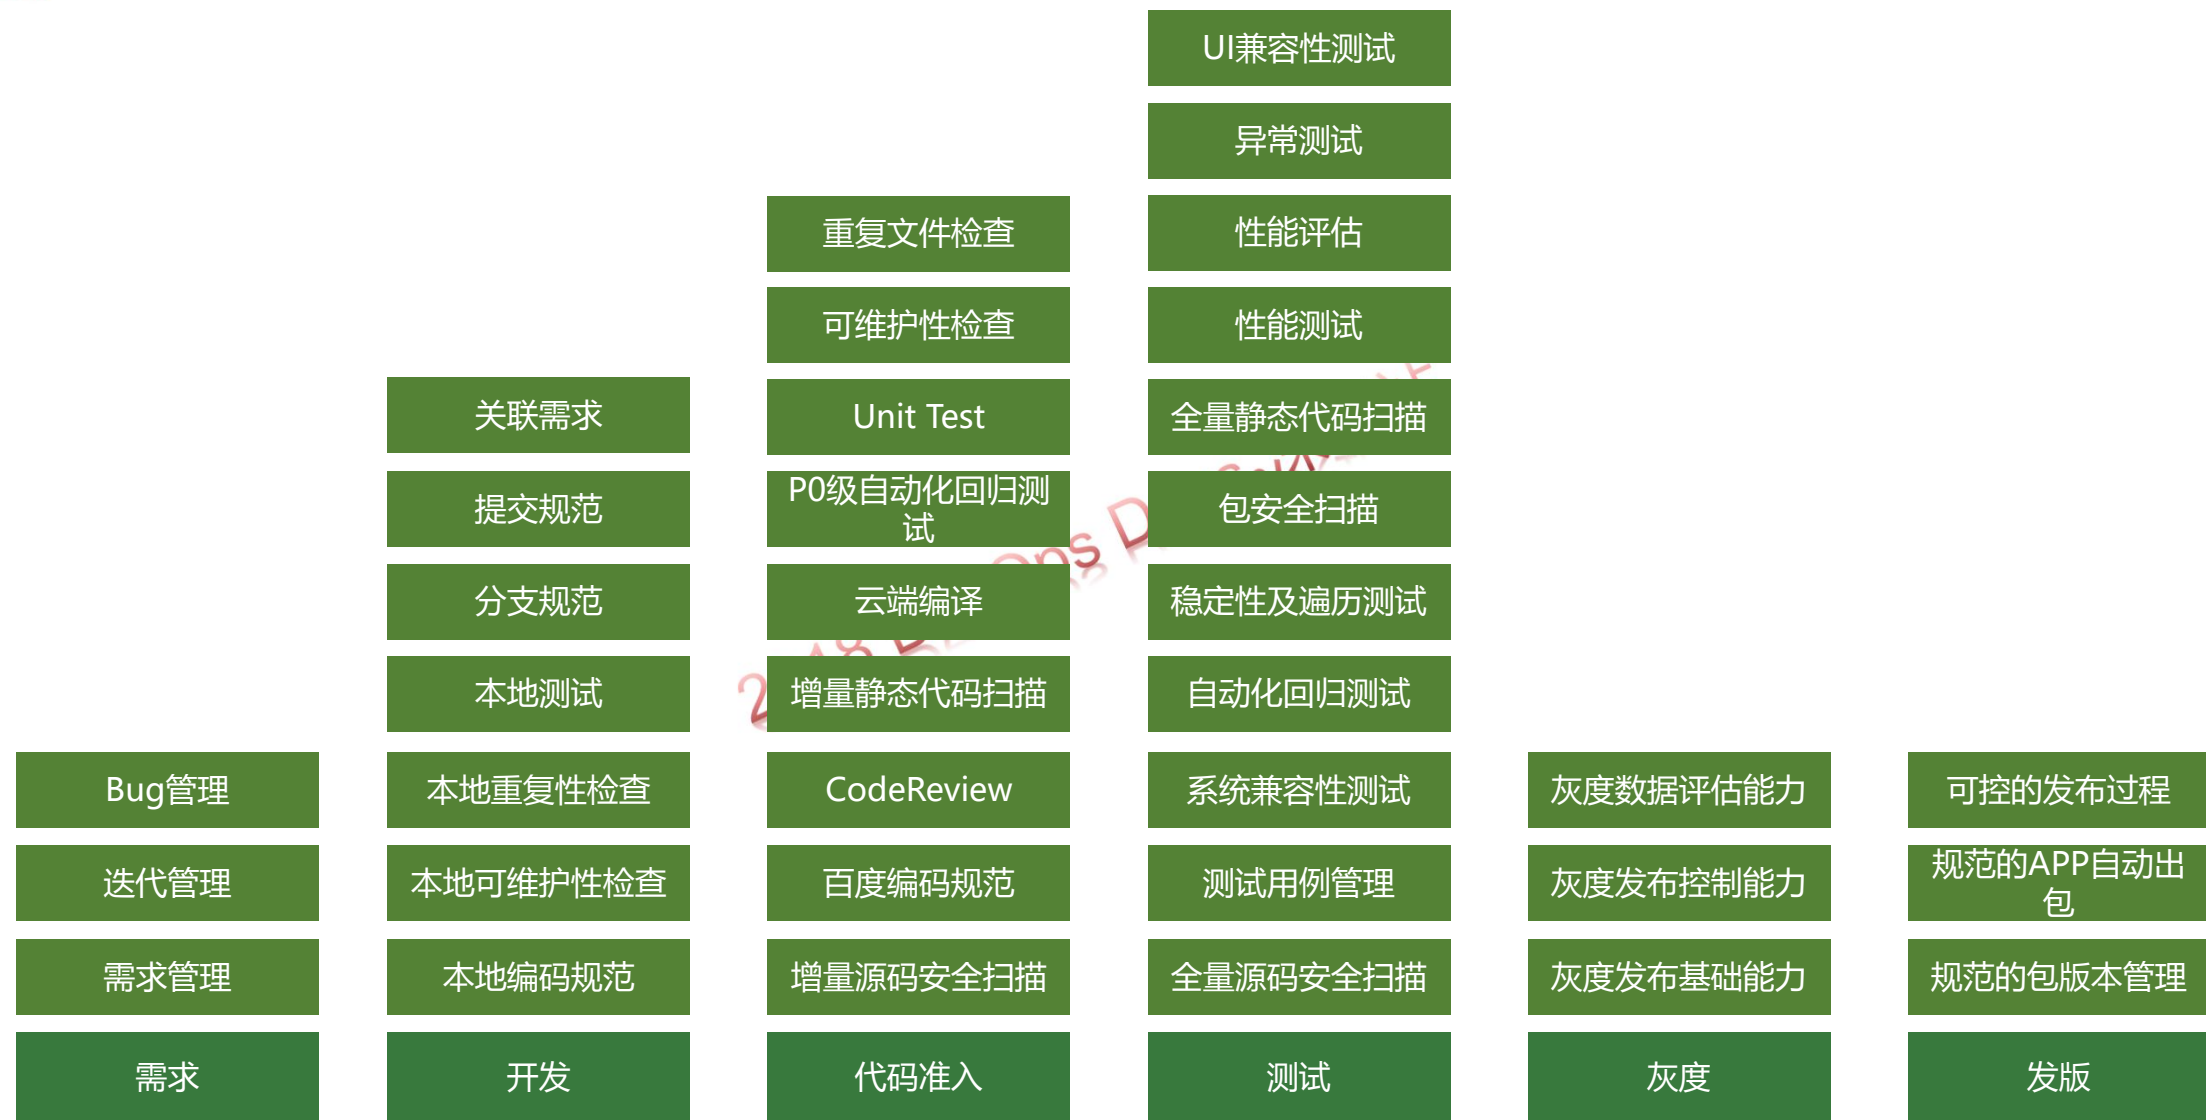 UI兼容性测试
异常测试
重复文件检查
性能评估
可维护性检查
性能测试
关联需求
Unit Test
全量静态代码扫描
提交规范
P0级自动化回归测
试
包安全扫描
分支规范
云端编译
稳定性及遍历测试
本地测试
增量静态代码扫描
自动化回归测试
Bug管理
本地重复性检查
CodeReview
系统兼容性测试
灰度数据评估能力
可控的发布过程
迭代管理
本地可维护性检查
百度编码规范
测试用例管理
灰度发布控制能力
规范的APP自动出
包
需求管理
本地编码规范
增量源码安全扫描
全量源码安全扫描
灰度发布基础能力
规范的包版本管理
需求
开发
代码准入
测试
灰度
发版